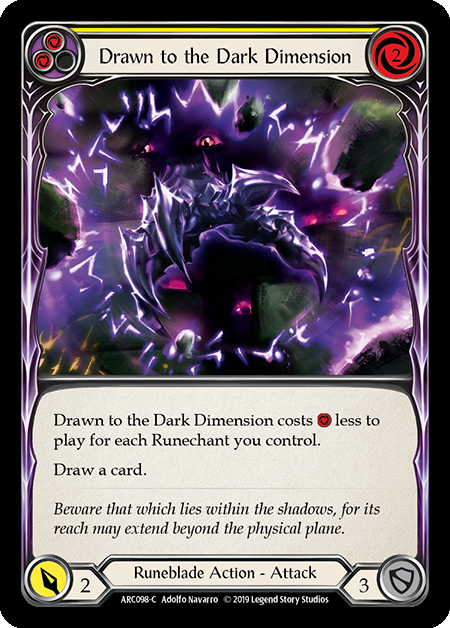 Drawn to the Dark Dimension
2
Drawn to the Dark Dimension costs less to
play for each Runechant you control.
Draw a card.
Beware that which lies within the shadows, for its
reach may extend beyond the physical plane.
2
Runeblade Action - Attack
3
ARC098-C Adolfo Navarro © 2019 Legend Story Studios